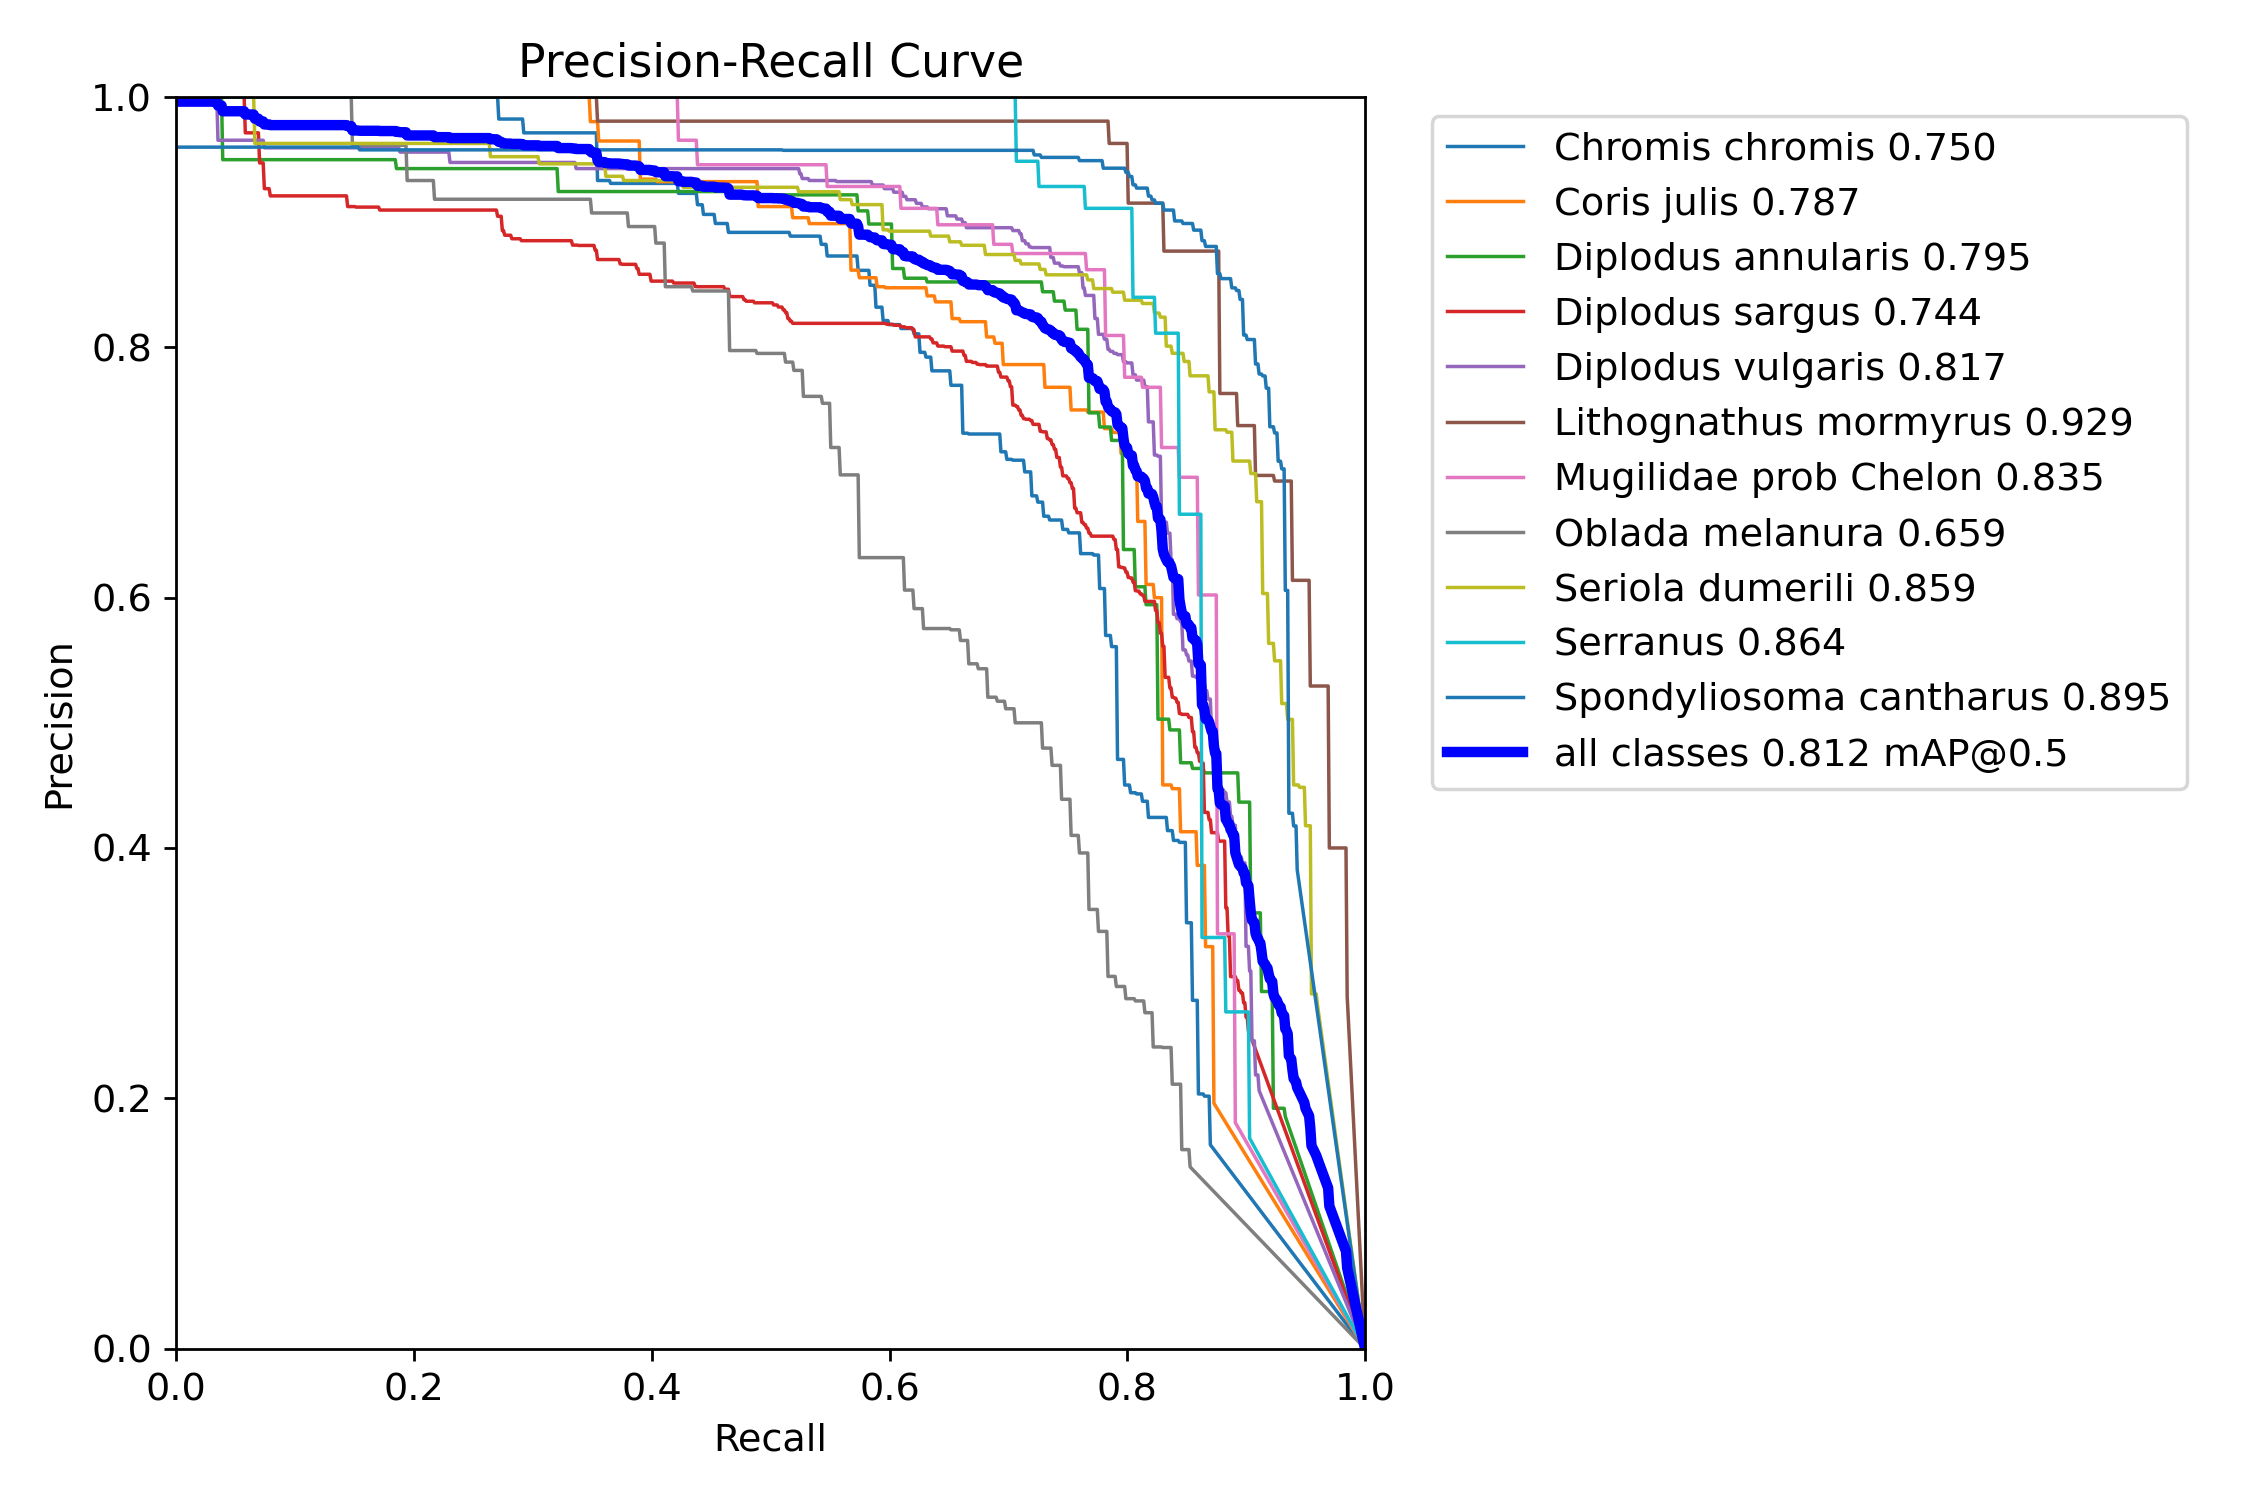 Precision-Recall Curve
1.0
0.8
0.6
0.4
0.2
0.0
Precision
0.0 0.2 0.4 0.6 0.8 1.0
Recall
Chromis chromis 0.750
Coris julis 0.787
Diplodus annularis 0.795
Diplodus sargus 0.744
Diplodus vulgaris 0.817
Lithognathus mormyrus 0.929
Mugilidae prob Chelon 0.835
Oblada melanura 0.659
Seriola dumerili 0.859
Serranus 0.864
Spondyliosoma cantharus 0.895
all classes 0.812 mAP@0.5